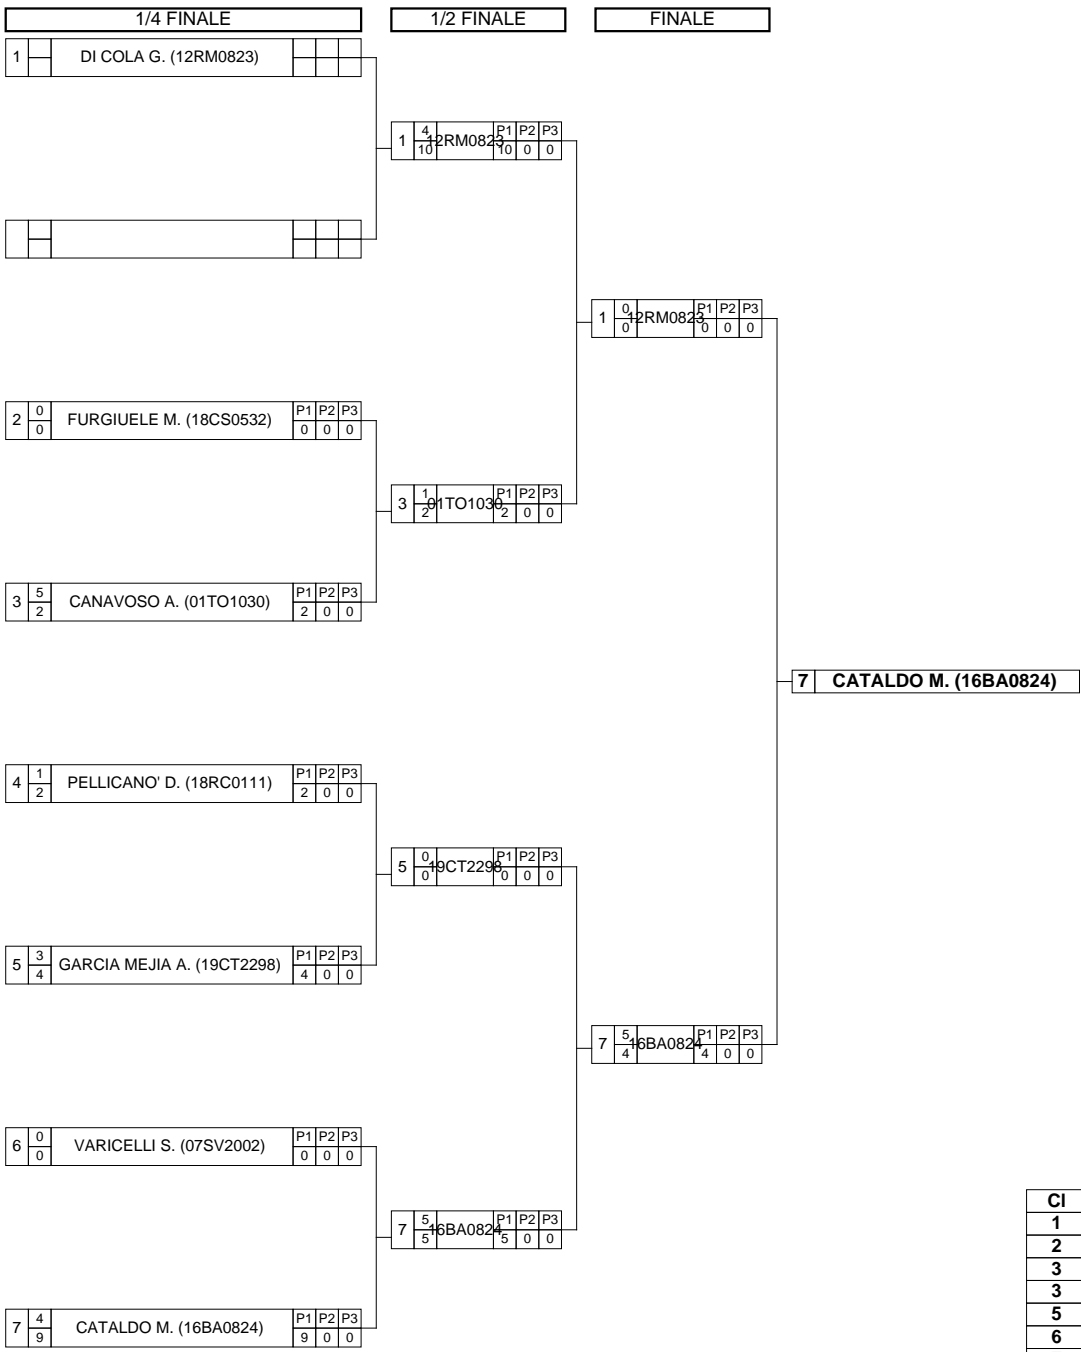 1/4 FINALE 1/2 FINALE FINALE
1 DI COLA G. (12RM0823)
1 4 10 12RM0823 P1 P2 P3 10 0 0
1 0 0 12RM0823 P1 P2 P3 0 0 0
2 0 0 FURGIUELE M. (18CS0532) P1 P2 P3 0 0 0
3 1 2 01TO1030 P1 P2 P3 2 0 0
3 5 2 CANAVOSO A. (01TO1030) P1 P2 P3 2 0 0
7 CATALDO M. (16BA0824)
4 1 2 PELLICANO' D. (18RC0111) P1 P2 P3 2 0 0
5 0 0 19CT2298 P1 P2 P3 0 0 0
5 3 4 GARCIA MEJIA A. (19CT2298) P1 P2 P3 4 0 0
7 5 4 16BA0824 P1 P2 P3 4 0 0
6 0 0 VARICELLI S. (07SV2002) P1 P2 P3 0 0 0
7 5 5 16BA0824 P1 P2 P3 5 0 0
7 4 9 CATALDO M. (16BA0824) P1 P2 P3 9 0 0
Cl
1
2
3
3
5
6